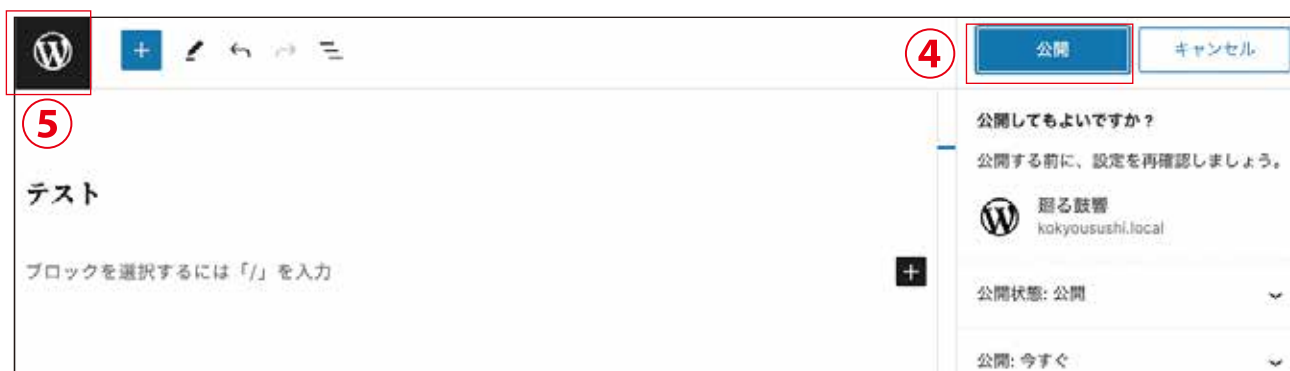 ④
公開
キャンセル
⑤
公開してもよいですか?
公開する前に、設定を再確認しましょう。
テスト
廻る鼓響
kokyousushi.local
ブロックを選択するには「/」を入力
公開状態: 公開
公開: 今すぐ